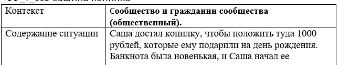 Контекст
Сообщество и гражданин сообщества
(общественный).
Содержание ситуации
Саша достал копилку, чтобы положить туда 1000
рублей, которые ему подарили на день рождения.
Банкнота была новенькая, и Саша начал ее